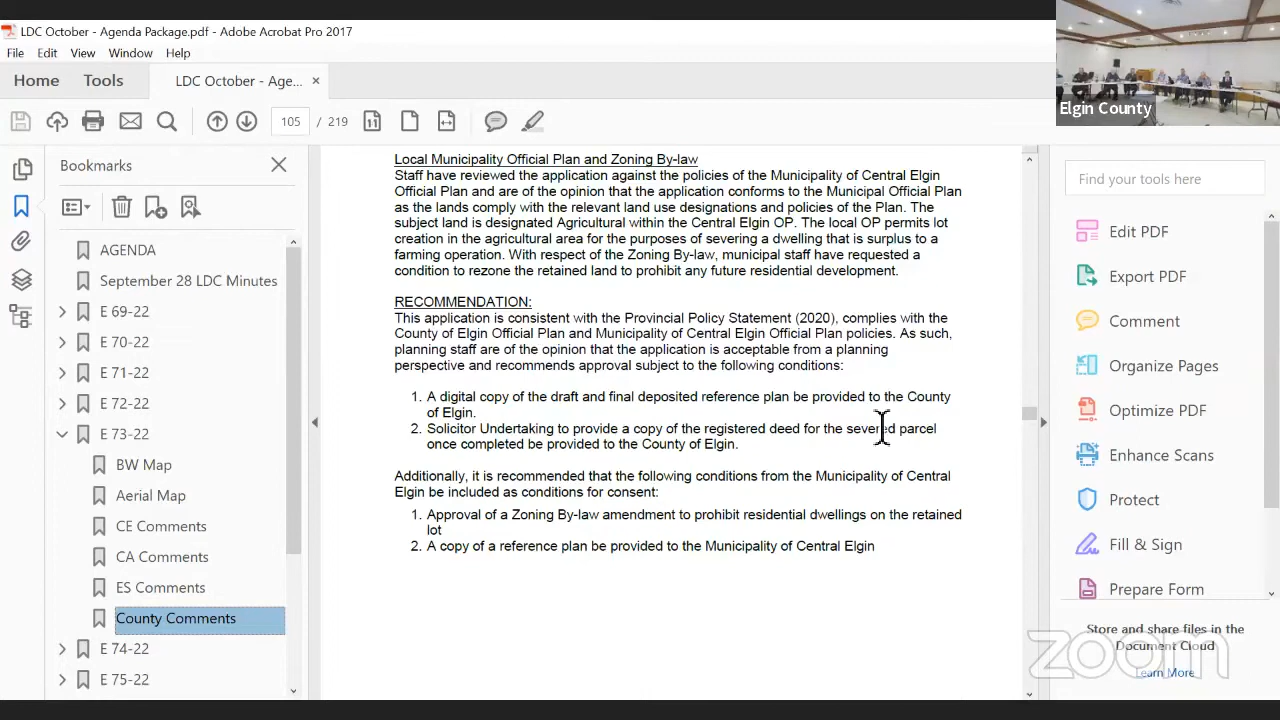 LDC October - Agenda Package.pdf - Adobe Acrobat Pro 2017
File Edit View Window Help
Home Tools LDC October - Age... ×
105 / 219
Elgin County
Bookmarks
AGENDA
September 28 LDC Minutes
E 69-22
E 70-22
E 71-22
E 72-22
E 73-22
BW Map
Aerial Map
CE Comments
CA Comments
ES Comments
County Comments
E 74-22
E 75-22
Local Municipality Official Plan and Zoning By-law
Staff have reviewed the application against the policies of the Municipality of Central Elgin
Official Plan and are of the opinion that the application conforms to the Municipal Official Plan
as the lands comply with the relevant land use designations and policies of the Plan. The
subject land is designated Agricultural within the Central Elgin OP. The local OP permits lot
creation in the agricultural area for the purposes of severing a dwelling that is surplus to a
farming operation. With respect of the Zoning By-law, municipal staff have requested a
condition to rezone the retained land to prohibit any future residential development.
RECOMMENDATION:
This application is consistent with the Provincial Policy Statement (2020), complies with the
County of Elgin Official Plan and Municipality of Central Elgin Official Plan policies. As such,
planning staff are of the opinion that the application is acceptable from a planning
perspective and recommends approval subject to the following conditions:
1. A digital copy of the draft and final deposited reference plan be provided to the County
of Elgin.
2. Solicitor Undertaking to provide a copy of the registered deed for the severed parcel
once completed be provided to the County of Elgin.
Additionally, it is recommended that the following conditions from the Municipality of Central
Elgin be included as conditions for consent:
1. Approval of a Zoning By-law amendment to prohibit residential dwellings on the retained
lot
2. A copy of a reference plan be provided to the Municipality of Central Elgin
Find your tools here
Edit PDF
Export PDF
Comment
Organize Pages
Optimize PDF
Enhance Scans
Protect
Fill & Sign
Prepare Form
Store and share files in the
Document Cloud
Learn More
zoom